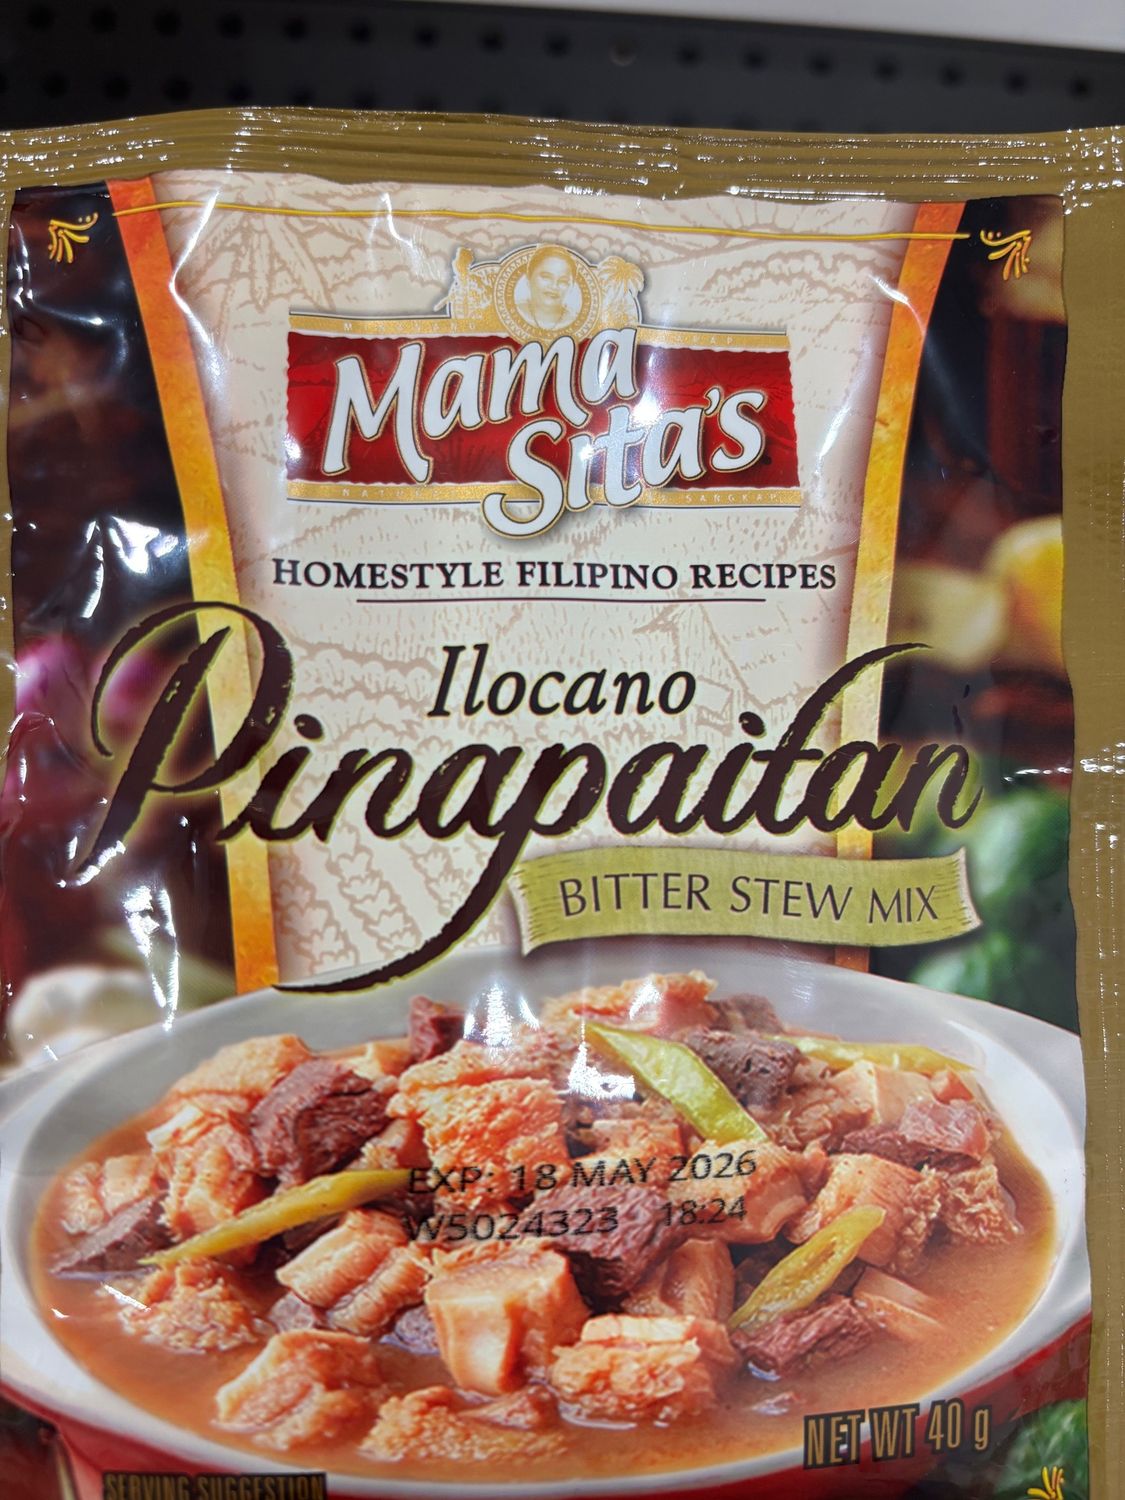 Mama
Sita's
HOMESTYLE FILIPINO RECIPES
Ilocano
Pinapaitan
BITTER STEW MIX
EXP: 18 MAY 2026
W5024323 18:24
NET WT 40 g
SERVING SUGGESTION